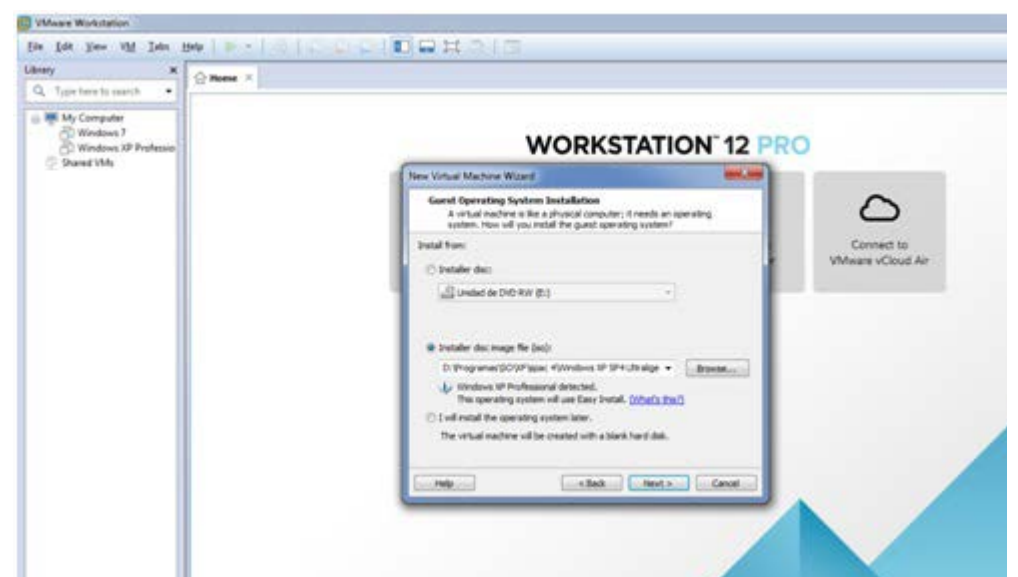 VMware Workstation
File Edit View VM Tabs Help
Library
Type here to search
My Computer
Windows 7
Windows XP Professio
Shared VMs
Home
WORKSTATION™ 12 PRO
New Virtual Machine Wizard
Guest Operating System Installation
A virtual machine is like a physical computer; it needs an operating
system. How will you install the guest operating system?
Install from:
Installer disc:
Unidad de DVD RW (E:)
Installer disc image file (iso):
Windows XP SP4 Browse...
Windows XP Professional detected.
This operating system will use Easy Install. (What's this?)
I will install the operating system later.
The virtual machine will be created with a blank hard disk.
Help < Back Next > Cancel
Connect to
VMware vCloud Air